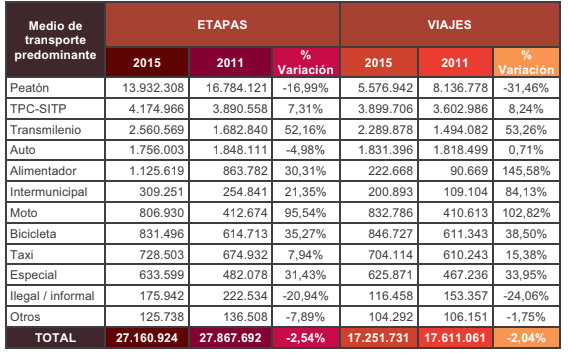 Medio de transporte predominante ETAPAS VIAJES
2015 2011 % Variación 2015 2011 % Variación
Peatón 13.932.308 16.784.121 -16,99% 5.576.942 8.136.778 -31,46%
TPC-SITP 4.174.966 3.890.558 7,31% 3.899.706 3.602.986 8,24%
Transmilenio 2.560.569 1.682.840 52,16% 2.289.878 1.494.082 53,26%
Auto 1.756.003 1.848.111 -4,98% 1.831.396 1.818.499 0,71%
Alimentador 1.125.619 863.782 30,31% 222.668 90.669 145,58%
Intermunicipal 309.251 254.841 21,35% 200.893 109.104 84,13%
Moto 806.930 412.674 95,54% 832.786 410.613 102,82%
Bicicleta 831.496 614.713 35,27% 846.727 611.343 38,50%
Taxi 728.503 674.932 7,94% 704.114 610.243 15,38%
Especial 633.599 482.078 31,43% 625.871 467.236 33,95%
Ilegal / informal 175.942 222.534 -20,94% 116.458 153.357 -24,06%
Otros 125.738 136.508 -7,89% 104.292 106.151 -1,75%
TOTAL 27.160.924 27.867.692 -2,54% 17.251.731 17.611.061 -2,04%